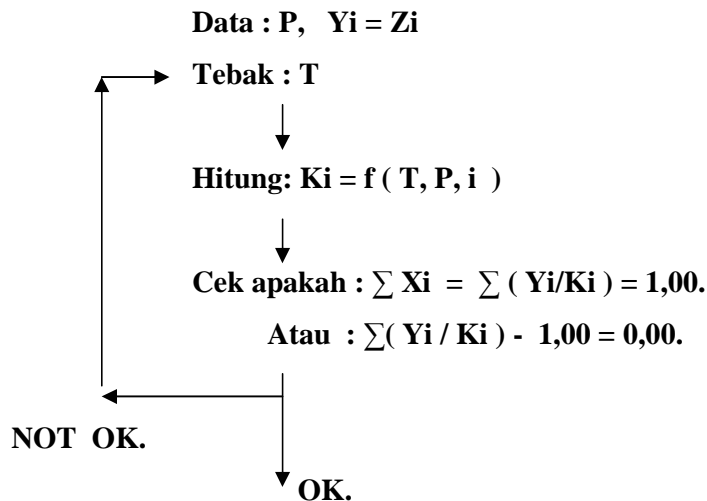 Data : P, Yi = Zi
Tebak : T
Hitung: Ki = f ( T, P, i )
Cek apakah : ∑ Xi = ∑ ( Yi/Ki ) = 1,00.
Atau : ∑( Yi / Ki ) - 1,00 = 0,00.
NOT OK.
OK.